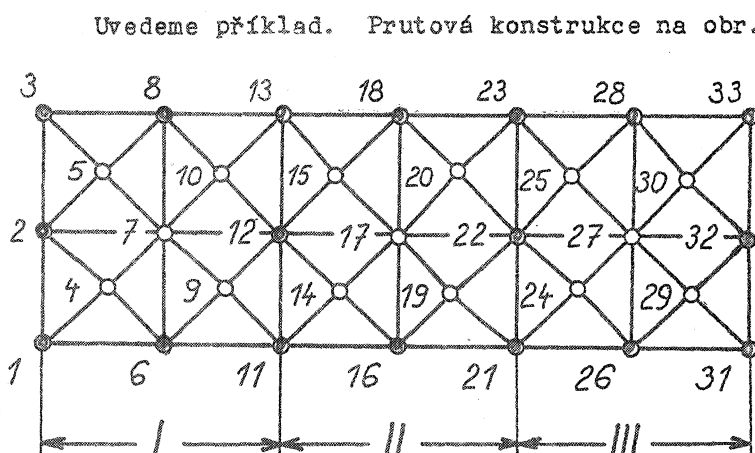 Uvedeme příklad. Prutová konstrukce na obr.
3 8 13 18 23 28 33
5 10 15 20 25 30
2 7 12 17 22 27 32
4 9 14 19 24 29
1 6 11 16 21 26 31
I II III